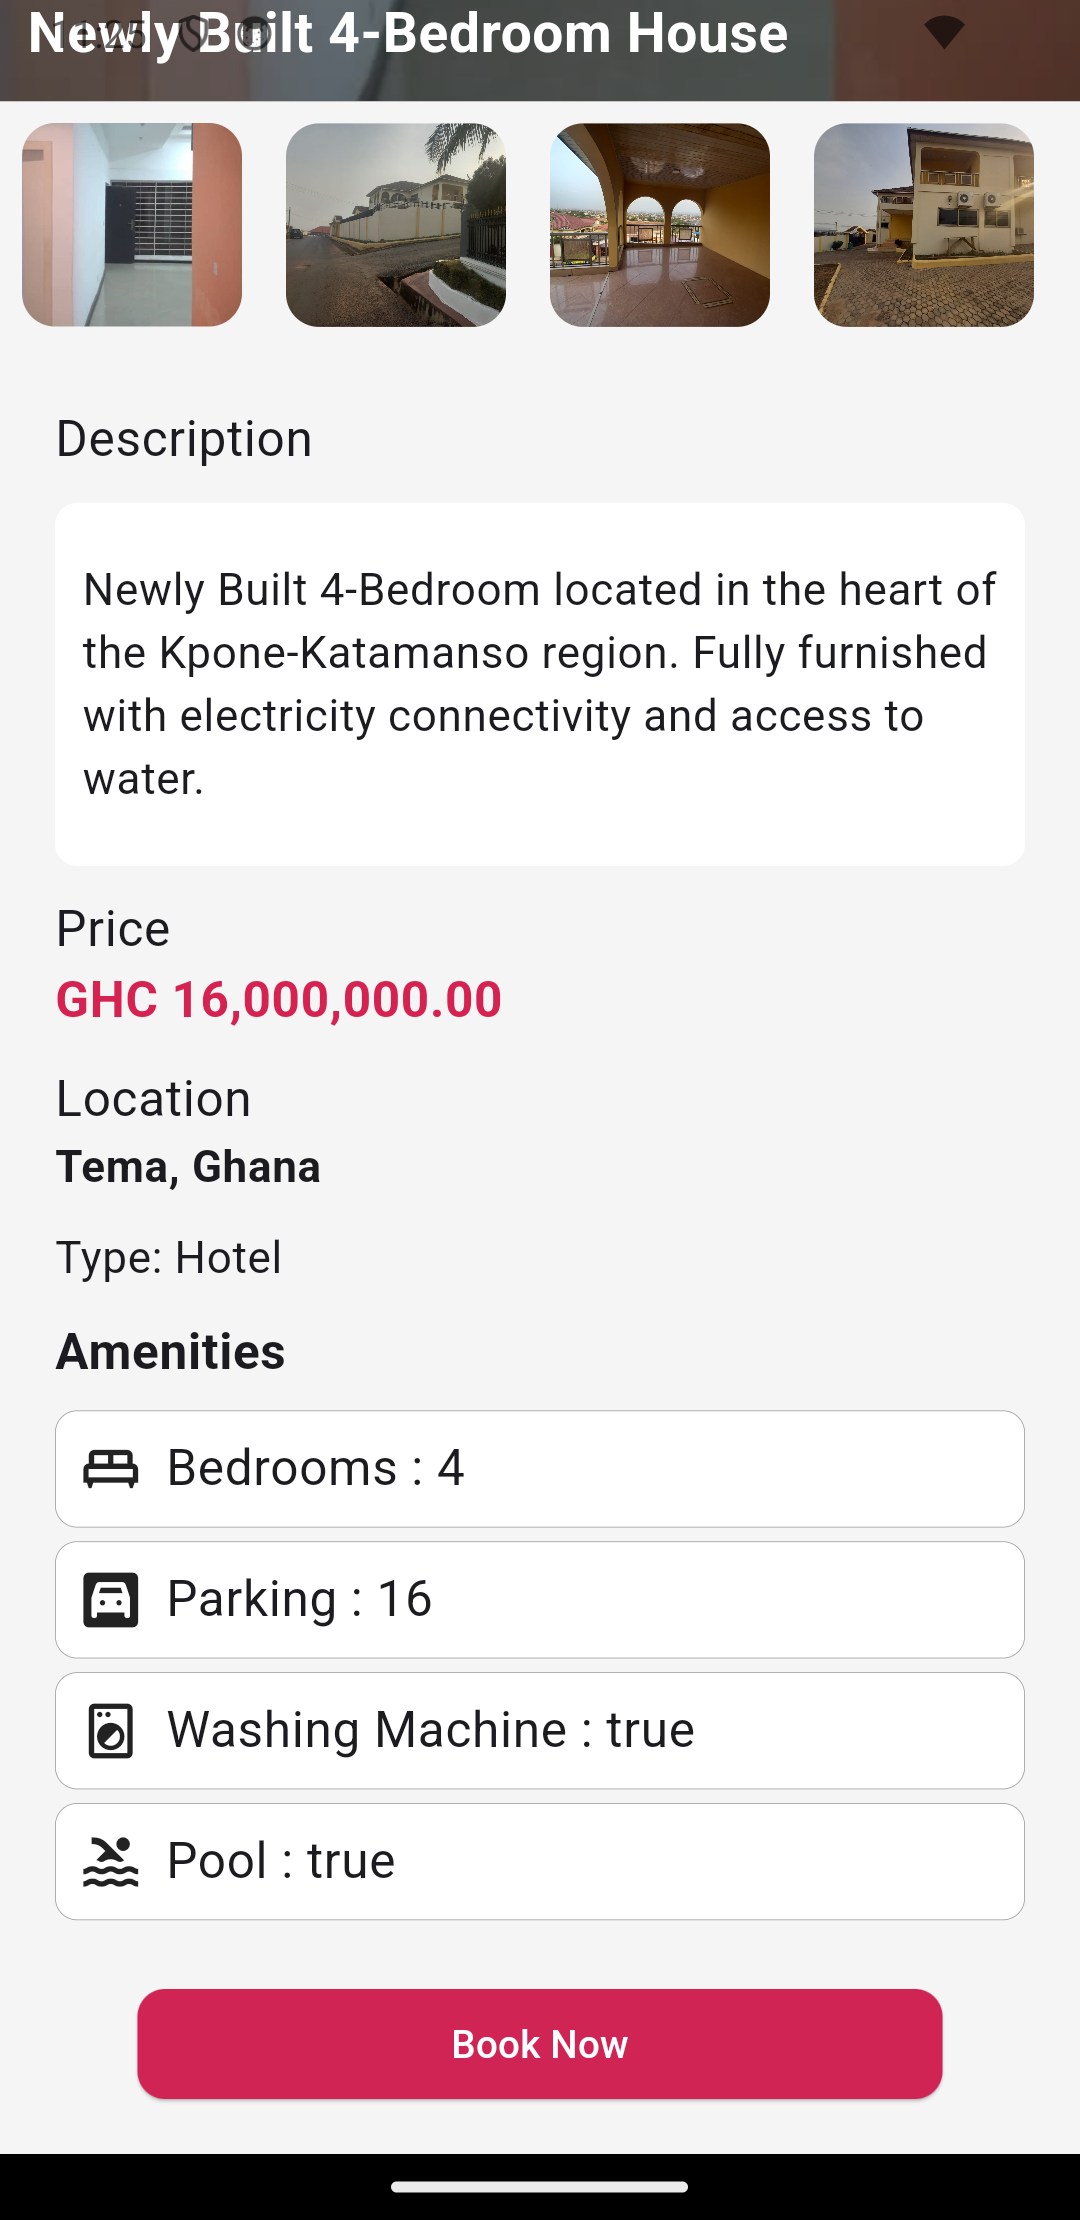 Newly Built 4-Bedroom House
11:25
Description
Newly Built 4-Bedroom located in the heart of
the Kpone-Katamanso region. Fully furnished
with electricity connectivity and access to
water.
Price
GHC 16,000,000.00
Location
Tema, Ghana
Type: Hotel
Amenities
Bedrooms : 4
Parking : 16
Washing Machine : true
Pool : true
Book Now